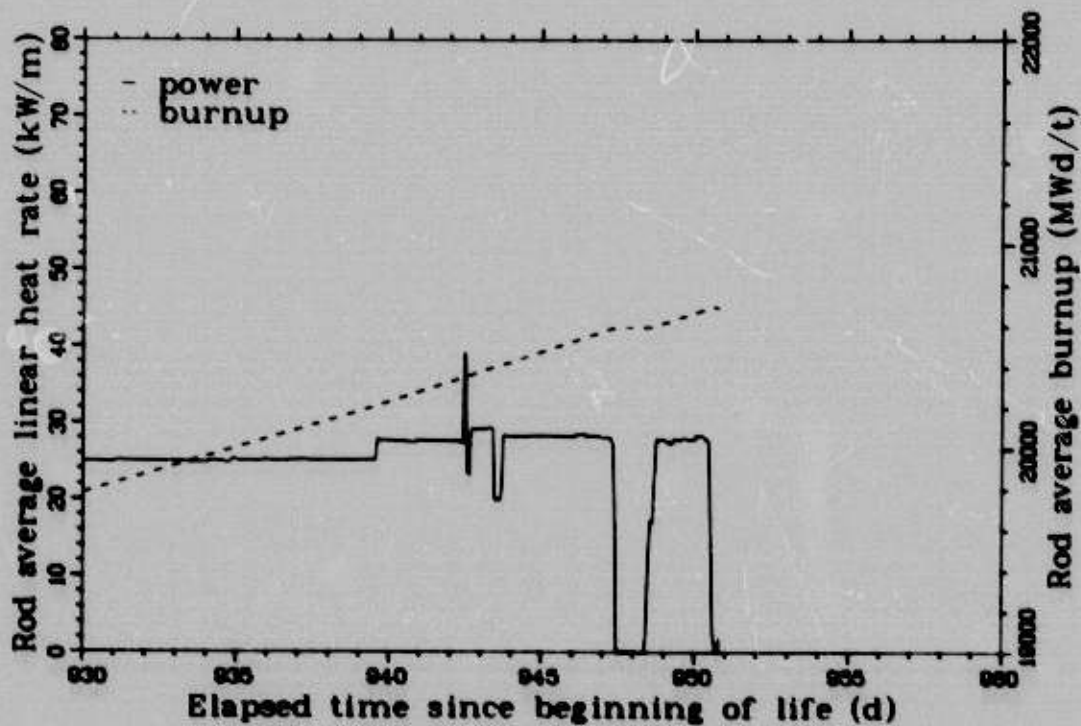 Rod average linear heat rate (kW/m)
80
70
60
50
40
30
20
10
0
- power
-- burnup
22000
21000
20000
19000
Rod average burnup (MWd/t)
930 935 940 945 950 955 960
Elapsed time since beginning of life (d)